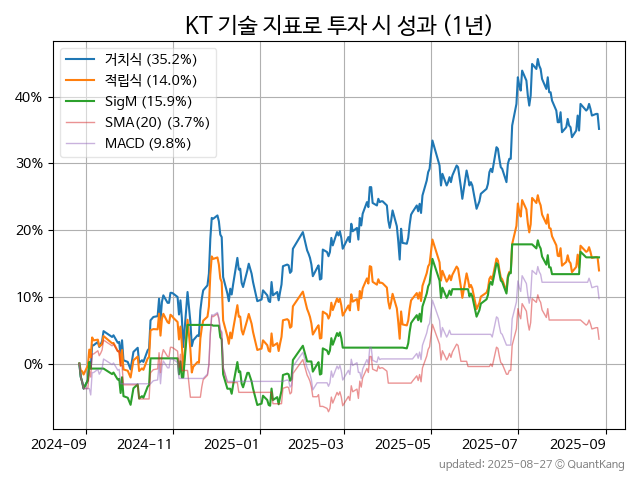 KT 기술 지표로 투자 시 성과 (1년)
거치식 (35.2%)
적립식 (14.0%)
SigM (15.9%)
SMA(20) (3.7%)
MACD (9.8%)
40%
30%
20%
10%
0%
2024-09 2024-11 2025-01 2025-03 2025-05 2025-07 2025-09
updated: 2025-08-27 © QuantKang